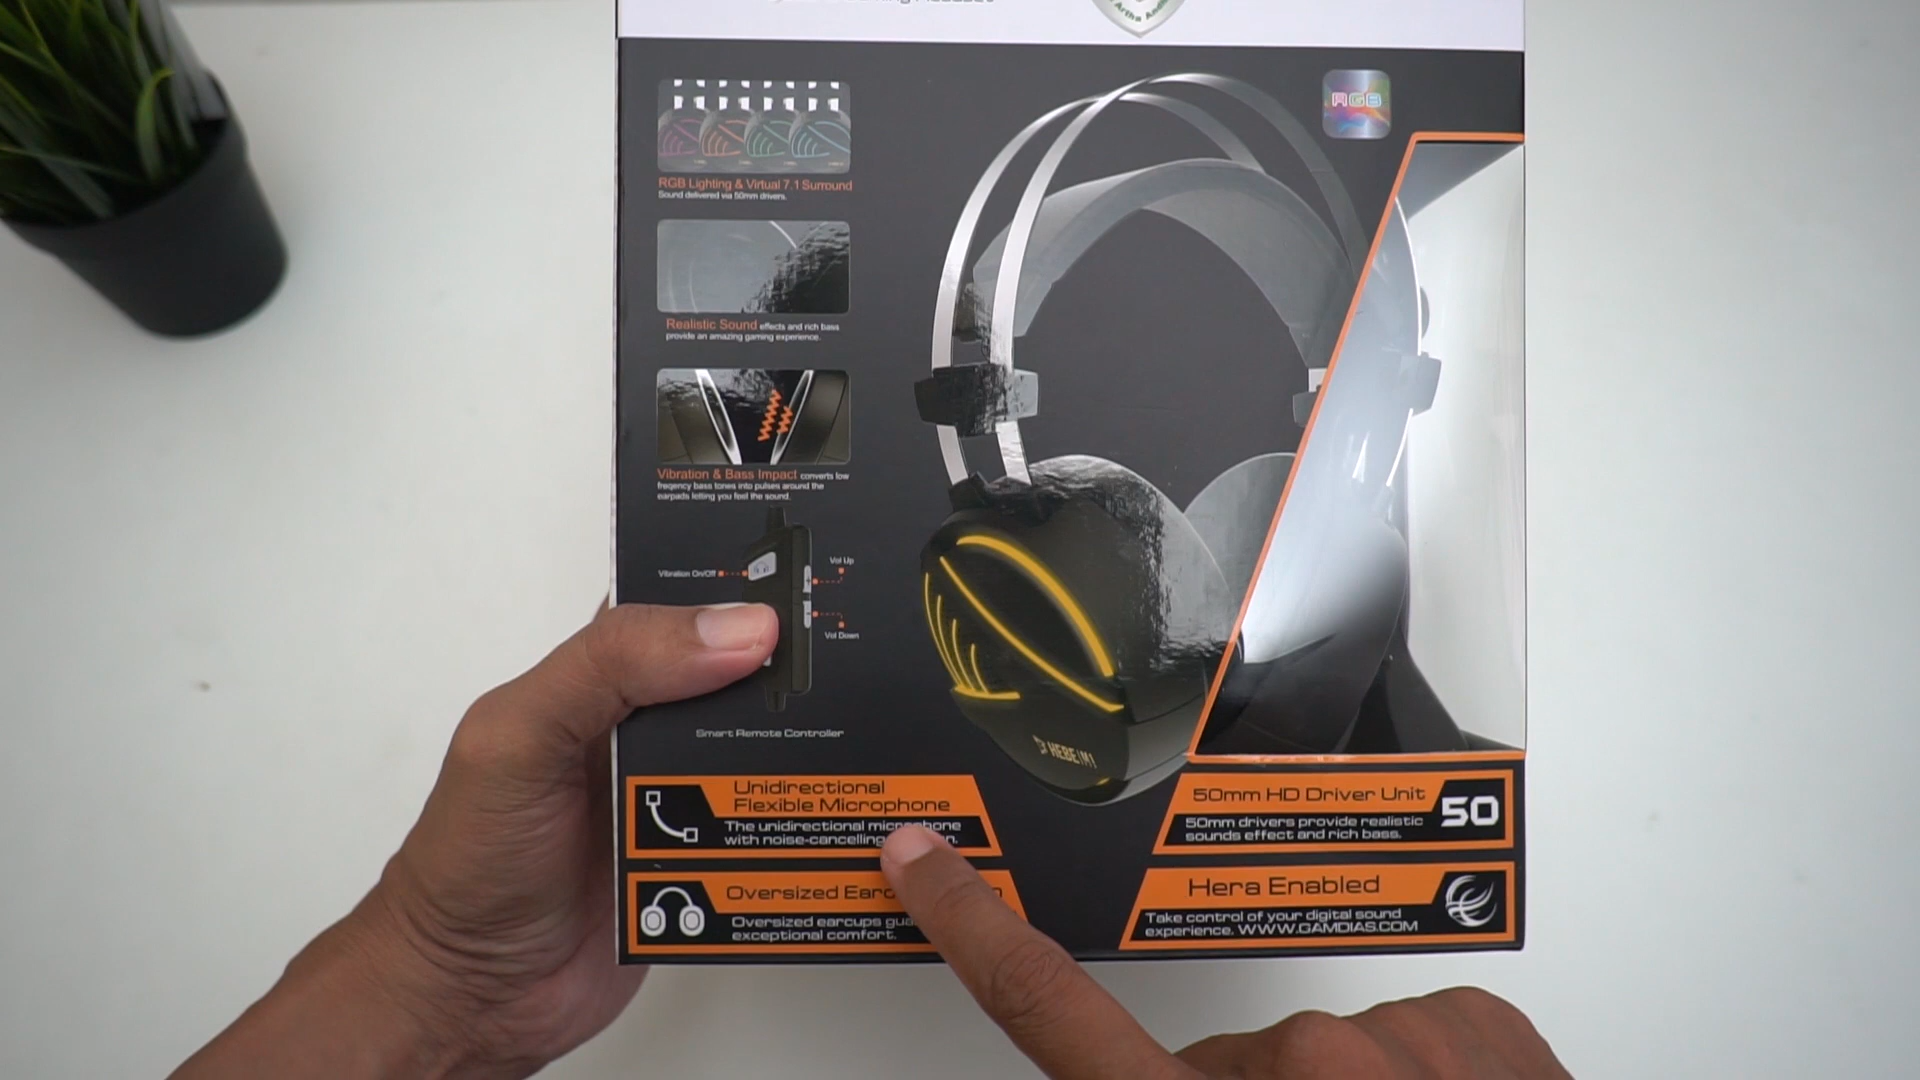 RGB
RGB Lighting & Virtual 7.1 Surround
Sound delivered via 50mm drivers.
Realistic Sound effects and rich bass
provide an amazing gaming experience.
Vibration & Bass Impact converts low
freqency bass tones into pulses around the
earpads letting you feel the sound.
Vibration On/Off
Vol Up
Vol Down
Smart Remote Controller
HEBE M1
Unidirectional
Flexible Microphone
The unidirectional microphone
with noise-cancelling
Oversized
Oversized earcups
exceptional comfort.
50mm HD Driver Unit
50
50mm drivers provide realistic
sounds effect and rich bass.
Hera Enabled
Take control of your digital sound
experience. WWW.GAMDIAS.COM